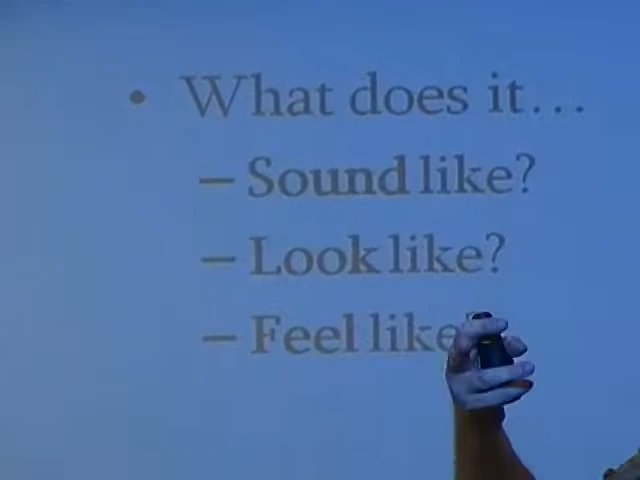 • What does it…
– Sound like?
– Look like?
– Feel like